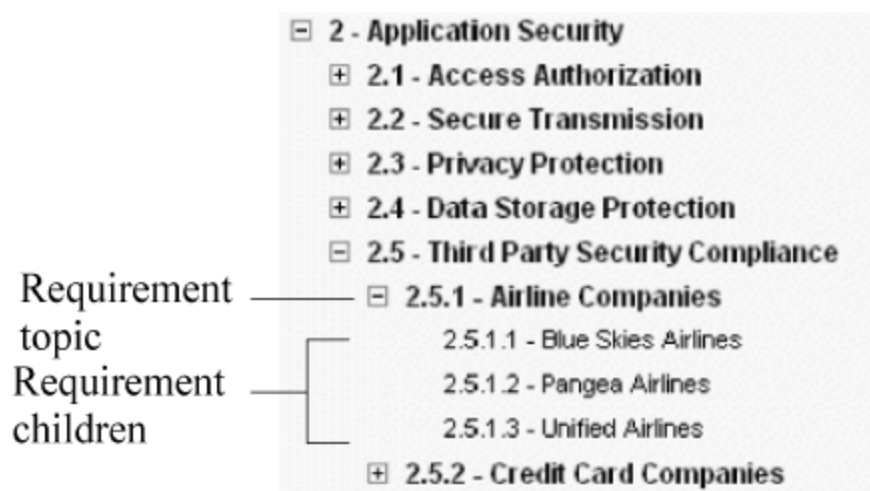 2 - Application Security
2.1 - Access Authorization
2.2 - Secure Transmission
2.3 - Privacy Protection
2.4 - Data Storage Protection
2.5 - Third Party Security Compliance
Requirement
topic
2.5.1 - Airline Companies
Requirement
children
2.5.1.1 - Blue Skies Airlines
2.5.1.2 - Pangea Airlines
2.5.1.3 - Unified Airlines
2.5.2 - Credit Card Companies